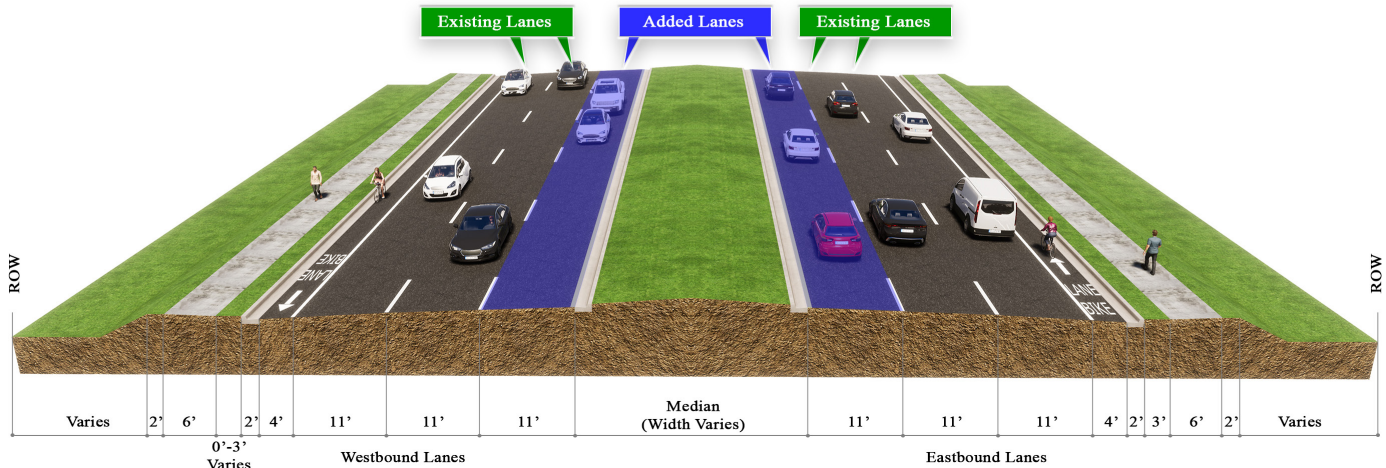 Existing Lanes
Added Lanes
Existing Lanes
ROW
ROW
BIKE
LANE
LANE
BIKE
Varies
2'
6'
0'-3'
Varies
2'
4'
11'
11'
11'
Median
(Width Varies)
11'
11'
11'
4'
2'
3'
6'
2'
Varies
Westbound Lanes
Eastbound Lanes